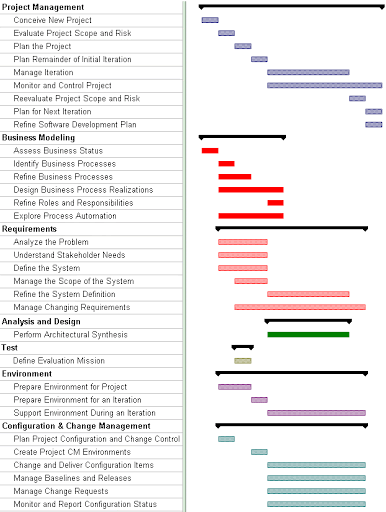 Project Management
Conceive New Project
Evaluate Project Scope and Risk
Plan the Project
Plan Remainder of Initial Iteration
Manage Iteration
Monitor and Control Project
Reevaluate Project Scope and Risk
Plan for Next Iteration
Refine Software Development Plan
Business Modeling
Assess Business Status
Identify Business Processes
Refine Business Processes
Design Business Process Realizations
Refine Roles and Responsibilities
Explore Process Automation
Requirements
Analyze the Problem
Understand Stakeholder Needs
Define the System
Manage the Scope of the System
Refine the System Definition
Manage Changing Requirements
Analysis and Design
Perform Architectural Synthesis
Test
Define Evaluation Mission
Environment
Prepare Environment for Project
Prepare Environment for an Iteration
Support Environment During an Iteration
Configuration & Change Management
Plan Project Configuration and Change Control
Create Project CM Environments
Change and Deliver Configuration Items
Manage Baselines and Releases
Manage Change Requests
Monitor and Report Configuration Status